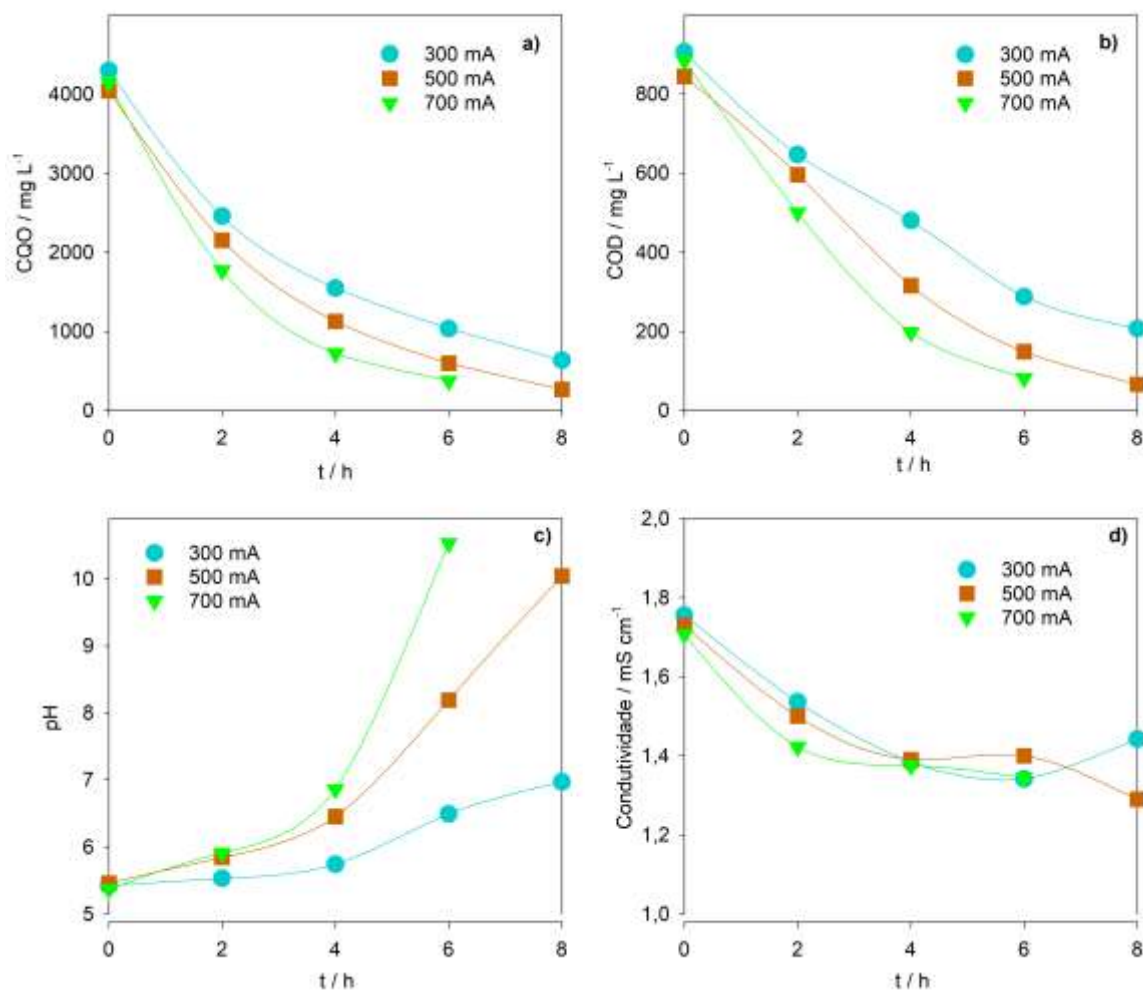 a)
300 mA
500 mA
700 mA
4000
3000
2000
1000
0
CQO / mg L⁻¹
0 2 4 6 8
t / h
b)
300 mA
500 mA
700 mA
800
600
400
200
0
COD / mg L⁻¹
0 2 4 6 8
t / h
c)
300 mA
500 mA
700 mA
10
9
8
7
6
5
pH
0 2 4 6 8
t / h
d)
300 mA
500 mA
700 mA
2,0
1,8
1,6
1,4
1,2
1,0
Condutividade / mS cm⁻¹
0 2 4 6 8
t / h